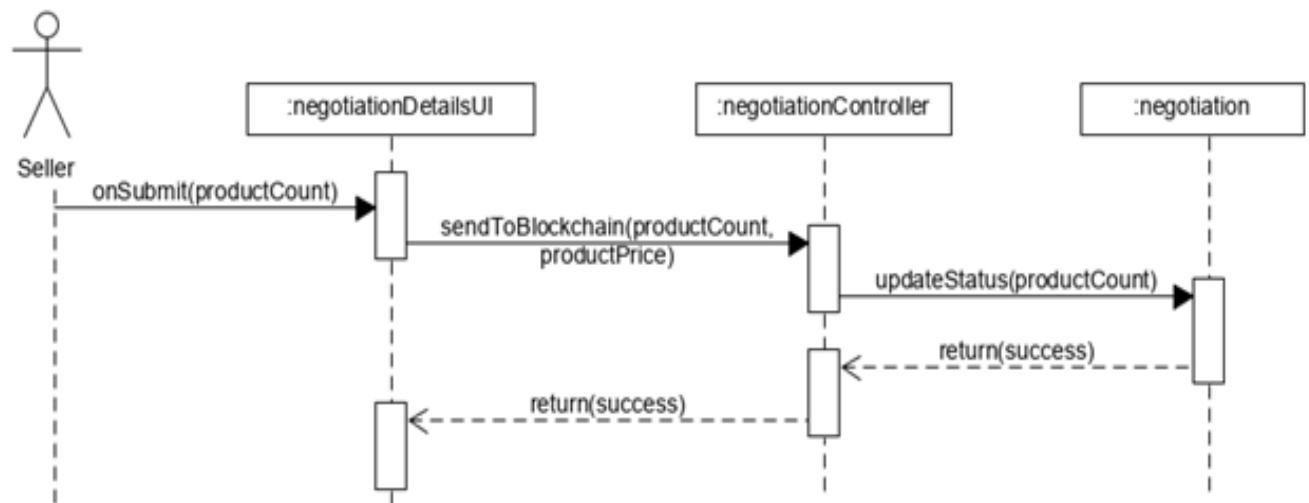 :negotiationDetailsUI
:negotiationController
:negotiation
Seller
onSubmit(productCount)
sendToBlockchain(productCount,
productPrice)
updateStatus(productCount)
return(success)
return(success)